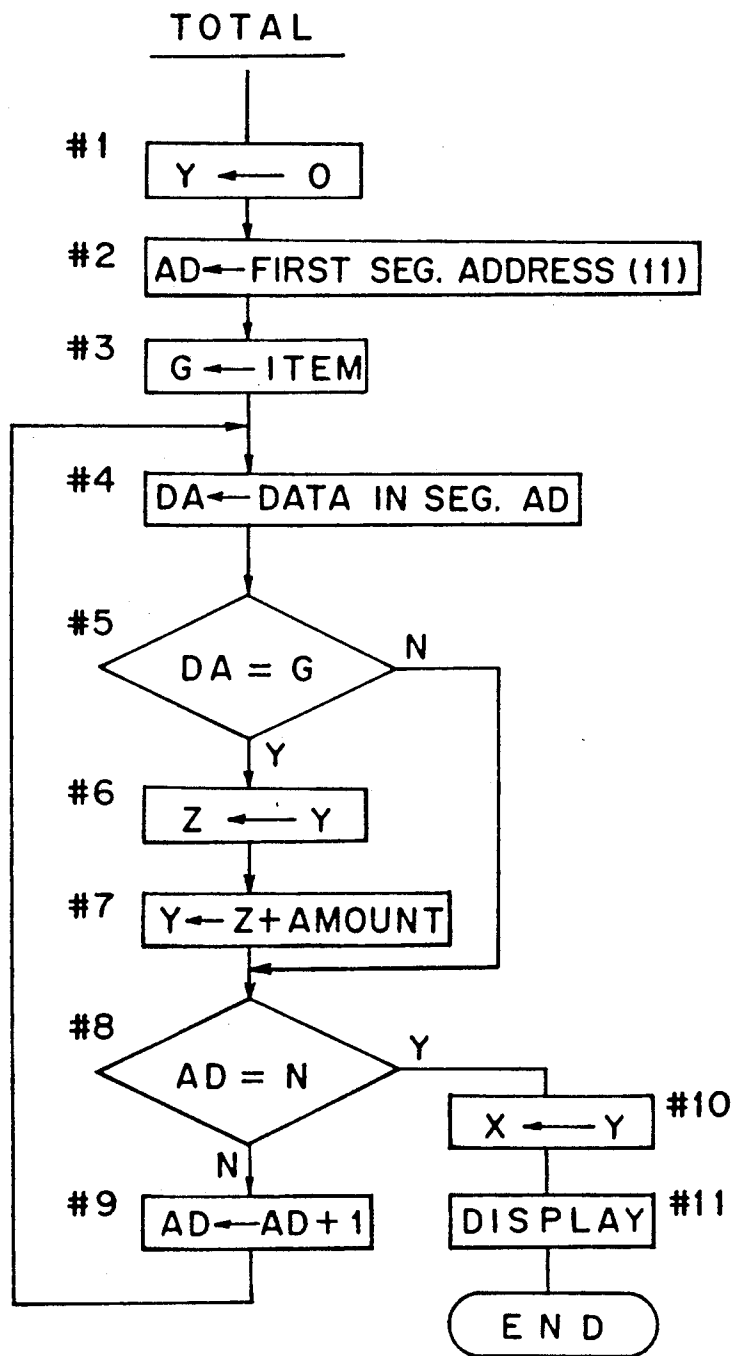 TOTAL
#1
Y ← 0
#2
AD←FIRST SEG. ADDRESS (11)
#3
G ← ITEM
#4
DA←DATA IN SEG. AD
#5
DA = G
N
Y
#6
Z ← Y
#7
Y←Z+AMOUNT
#8
AD = N
Y
N
#10
X ← Y
#9
AD←AD+1
#11
DISPLAY
END